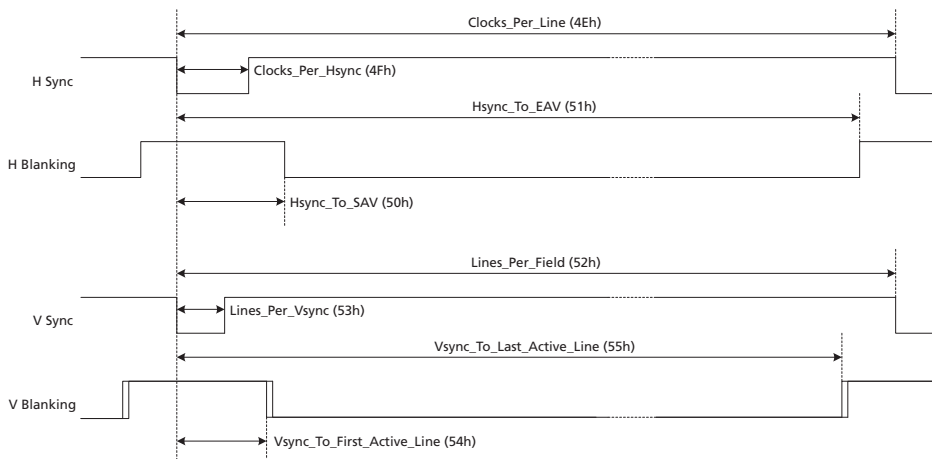 Clocks_Per_Line (4Eh)
H Sync
Clocks_Per_Hsync (4Fh)
Hsync_To_EAV (51h)
H Blanking
Hsync_To_SAV (50h)
Lines_Per_Field (52h)
V Sync
Lines_Per_Vsync (53h)
Vsync_To_Last_Active_Line (55h)
V Blanking
Vsync_To_First_Active_Line (54h)